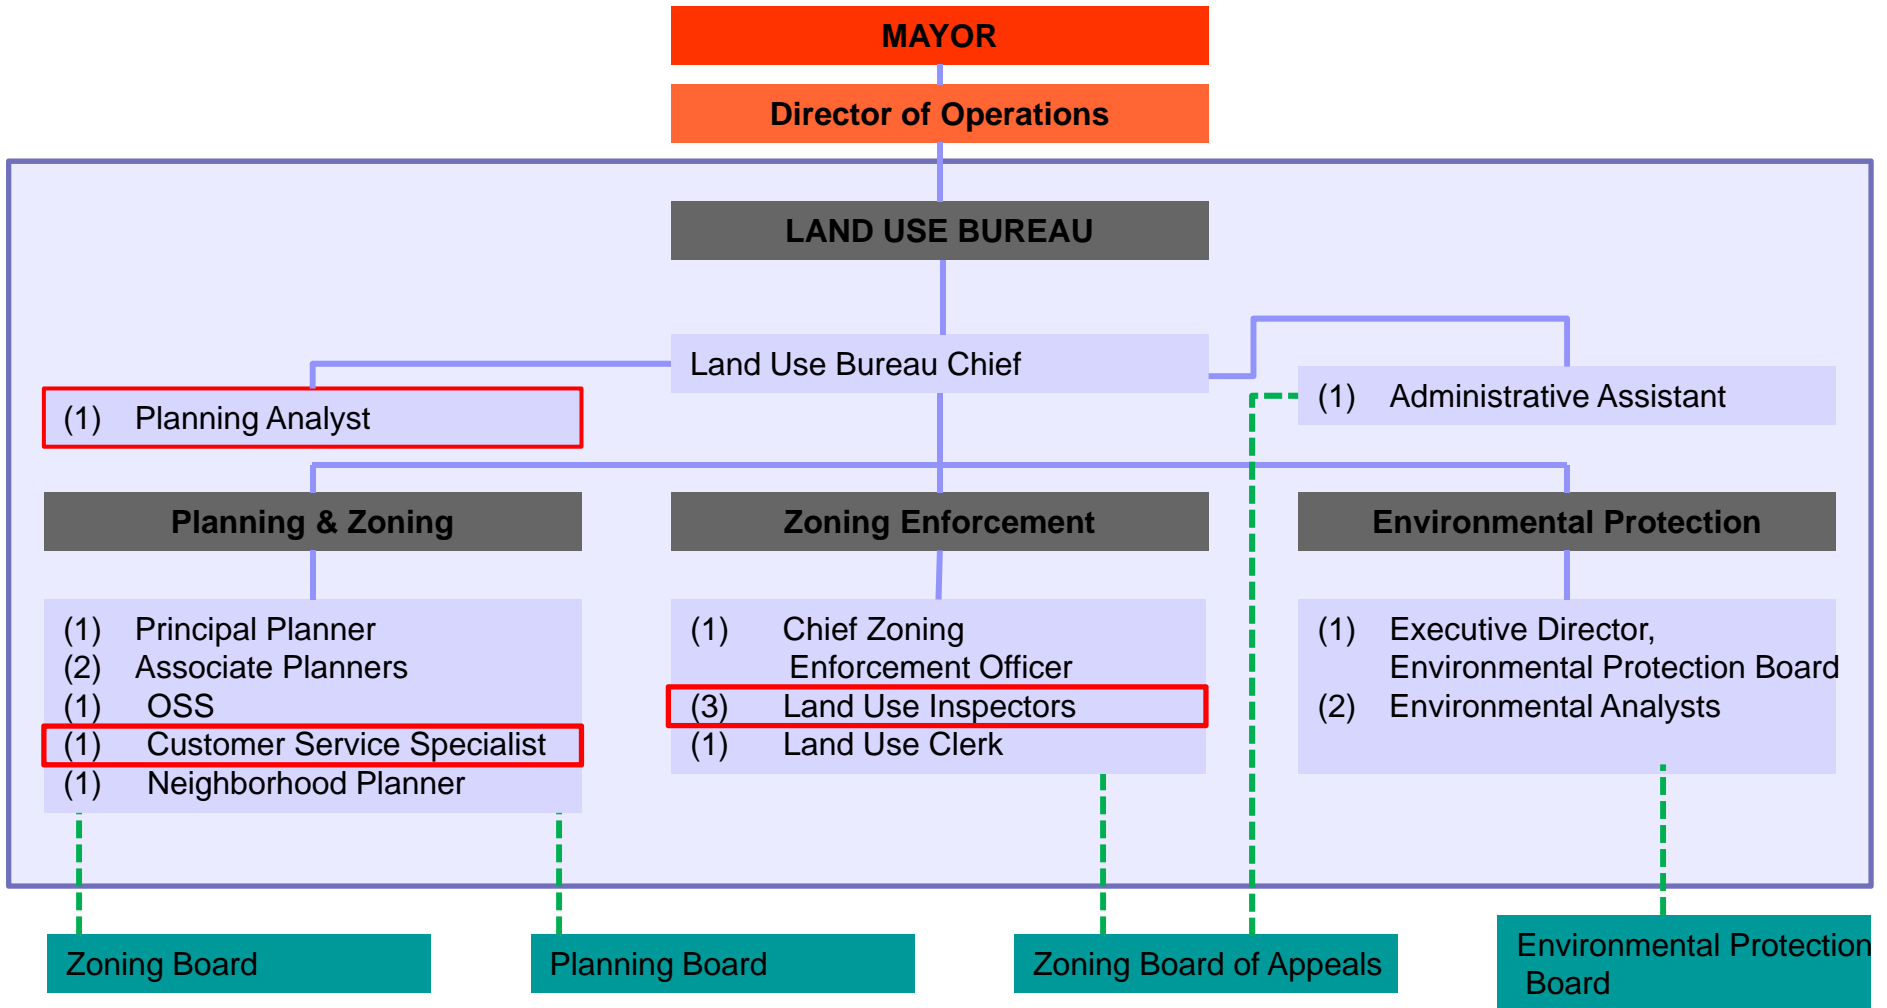 MAYOR
Director of Operations
LAND USE BUREAU
Land Use Bureau Chief
(1) Planning Analyst
(1) Administrative Assistant
Planning & Zoning
Zoning Enforcement
Environmental Protection
(1) Principal Planner
(2) Associate Planners
(1) OSS
(1) Customer Service Specialist
(1) Neighborhood Planner
(1) Chief Zoning
Enforcement Officer
(3) Land Use Inspectors
(1) Land Use Clerk
(1) Executive Director,
Environmental Protection Board
(2) Environmental Analysts
Zoning Board
Planning Board
Zoning Board of Appeals
Environmental Protection
Board